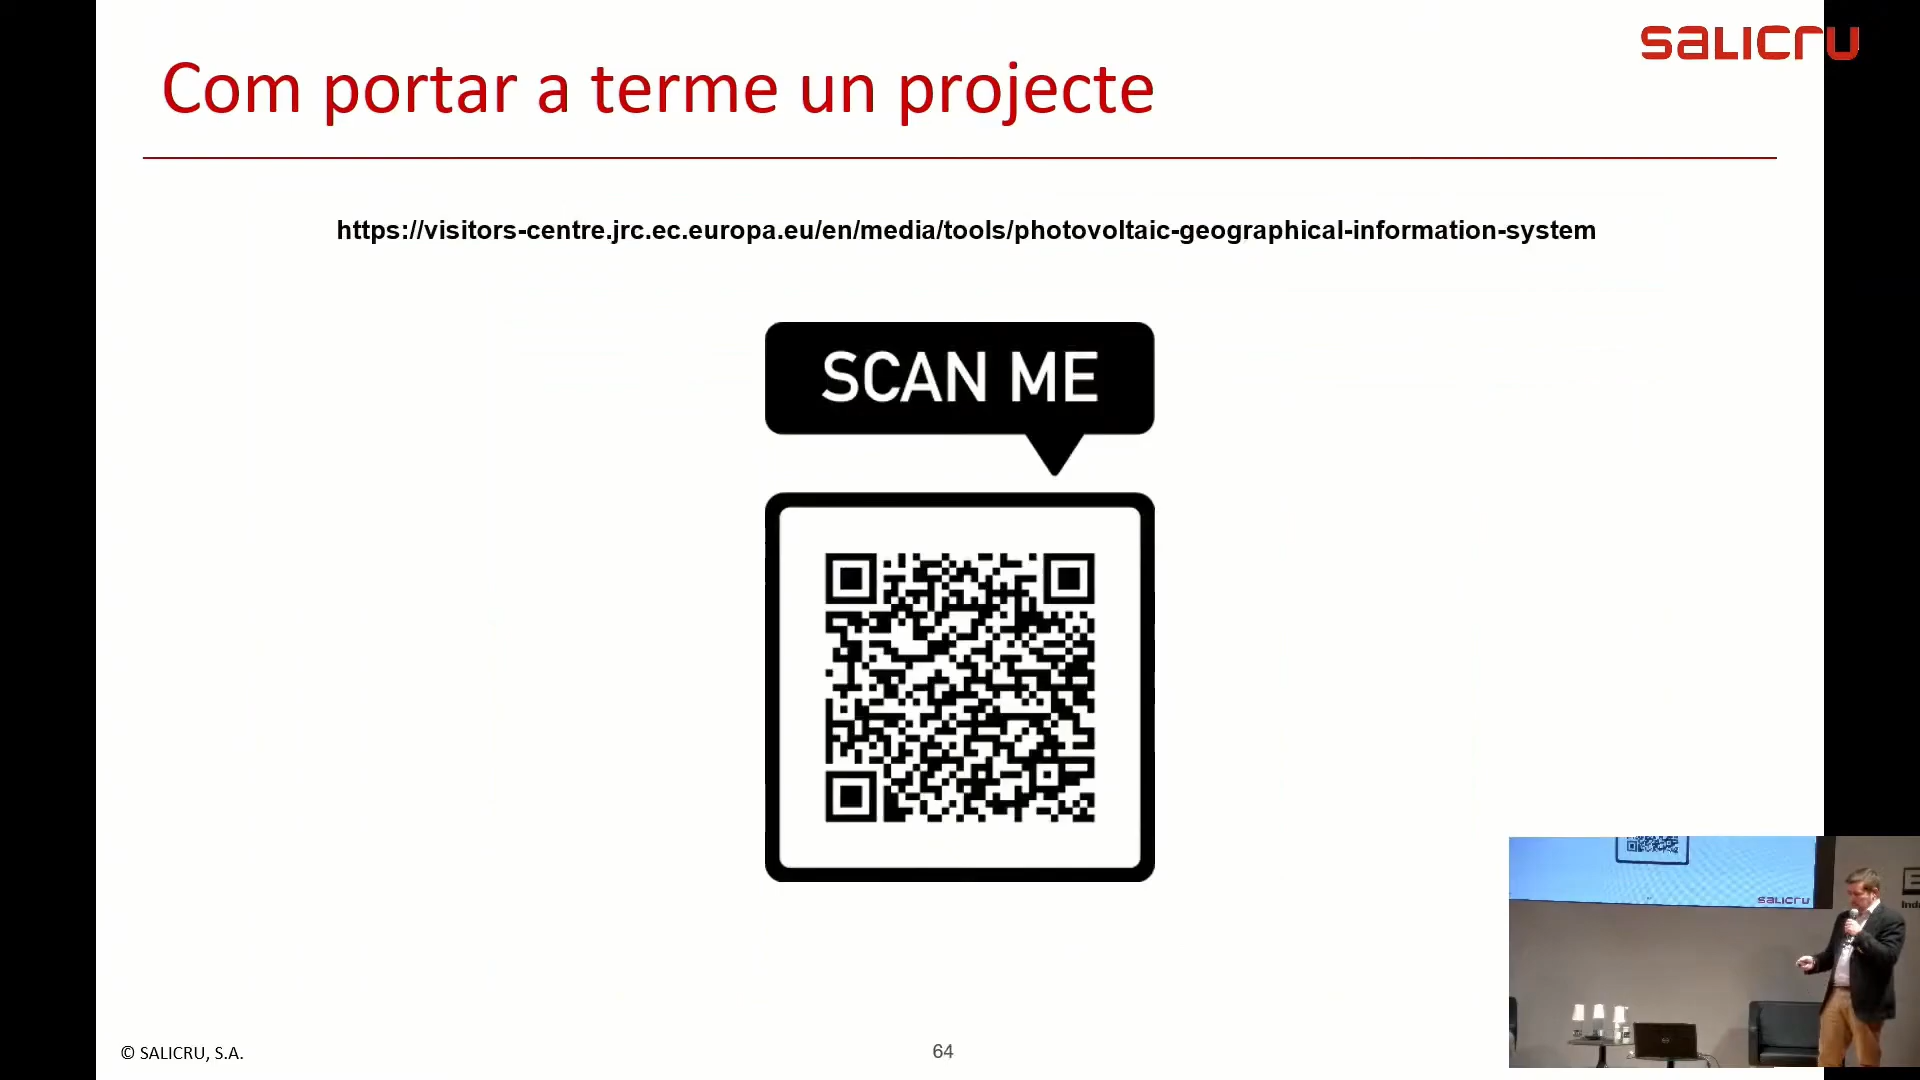 SALICRU
Com portar a terme un projecte
https://visitors-centre.jrc.ec.europa.eu/en/media/tools/photovoltaic-geographical-information-system
SCAN ME
SALICRU
© SALICRU, S.A.
64